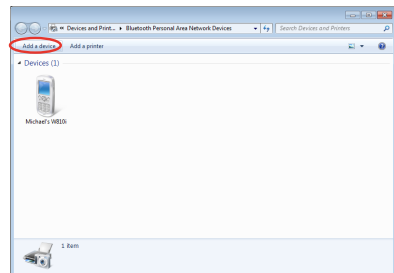 « Devices and Print... ▸ Bluetooth Personal Area Network Devices
Search Devices and Printers
Add a device Add a printer
Devices (1)
Michael's W810i
1 item